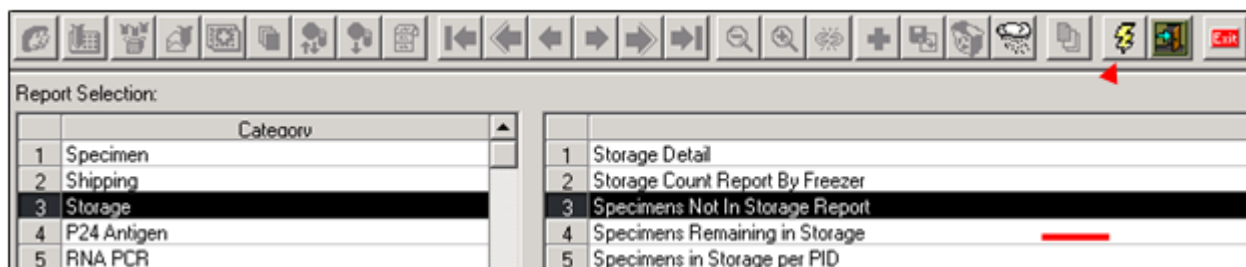 Exit
Report Selection:
Category
1 Specimen 1 Storage Detail
2 Shipping 2 Storage Count Report By Freezer
3 Storage 3 Specimens Not In Storage Report
4 P24 Antigen 4 Specimens Remaining in Storage
5 RNA PCR 5 Specimens in Storage per PID